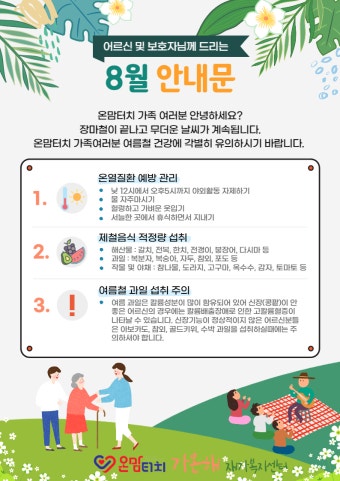 어르신 및 보호자님께 드리는
8월 안내문
온맘터치 가족 여러분 안녕하세요?
장마철이 끝나고 무더운 날씨가 계속됩니다.
온맘터치 가족여러분 여름철 건강에 각별히 유의하시기 바랍니다.
1.
온열질환 예방 관리
• 낮 12시에서 오후5시까지 야외활동 자제하기
• 물 자주마시기
• 헐렁하고 가벼운 옷입기
• 서늘한 곳에서 휴식하면서 지내기
2.
제철음식 적정량 섭취
• 해산물 : 갈치, 전복, 한치, 전갱이, 붕장어, 다시마 등
• 과일 : 복분자, 복숭아, 자두, 참외, 포도 등
• 작물 및 야채 : 참나물, 도라지, 고구마, 옥수수, 감자, 토마토 등
3.
여름철 과일 섭취 주의
• 여름 과일은 칼륨성분이 많이 함유되어 있어 신장(콩팥)이 안
좋은 어르신의 경우에는 칼륨배출장애로 인한 고칼륨혈증이
나타날 수 있습니다. 신장기능이 정상적이지 않은 어르신분들
은 아보카도, 참외, 골드키위, 수박 과일을 섭취하실때에는 주
의하셔야 합니다.
온맘터치 가온해 재가복지센터